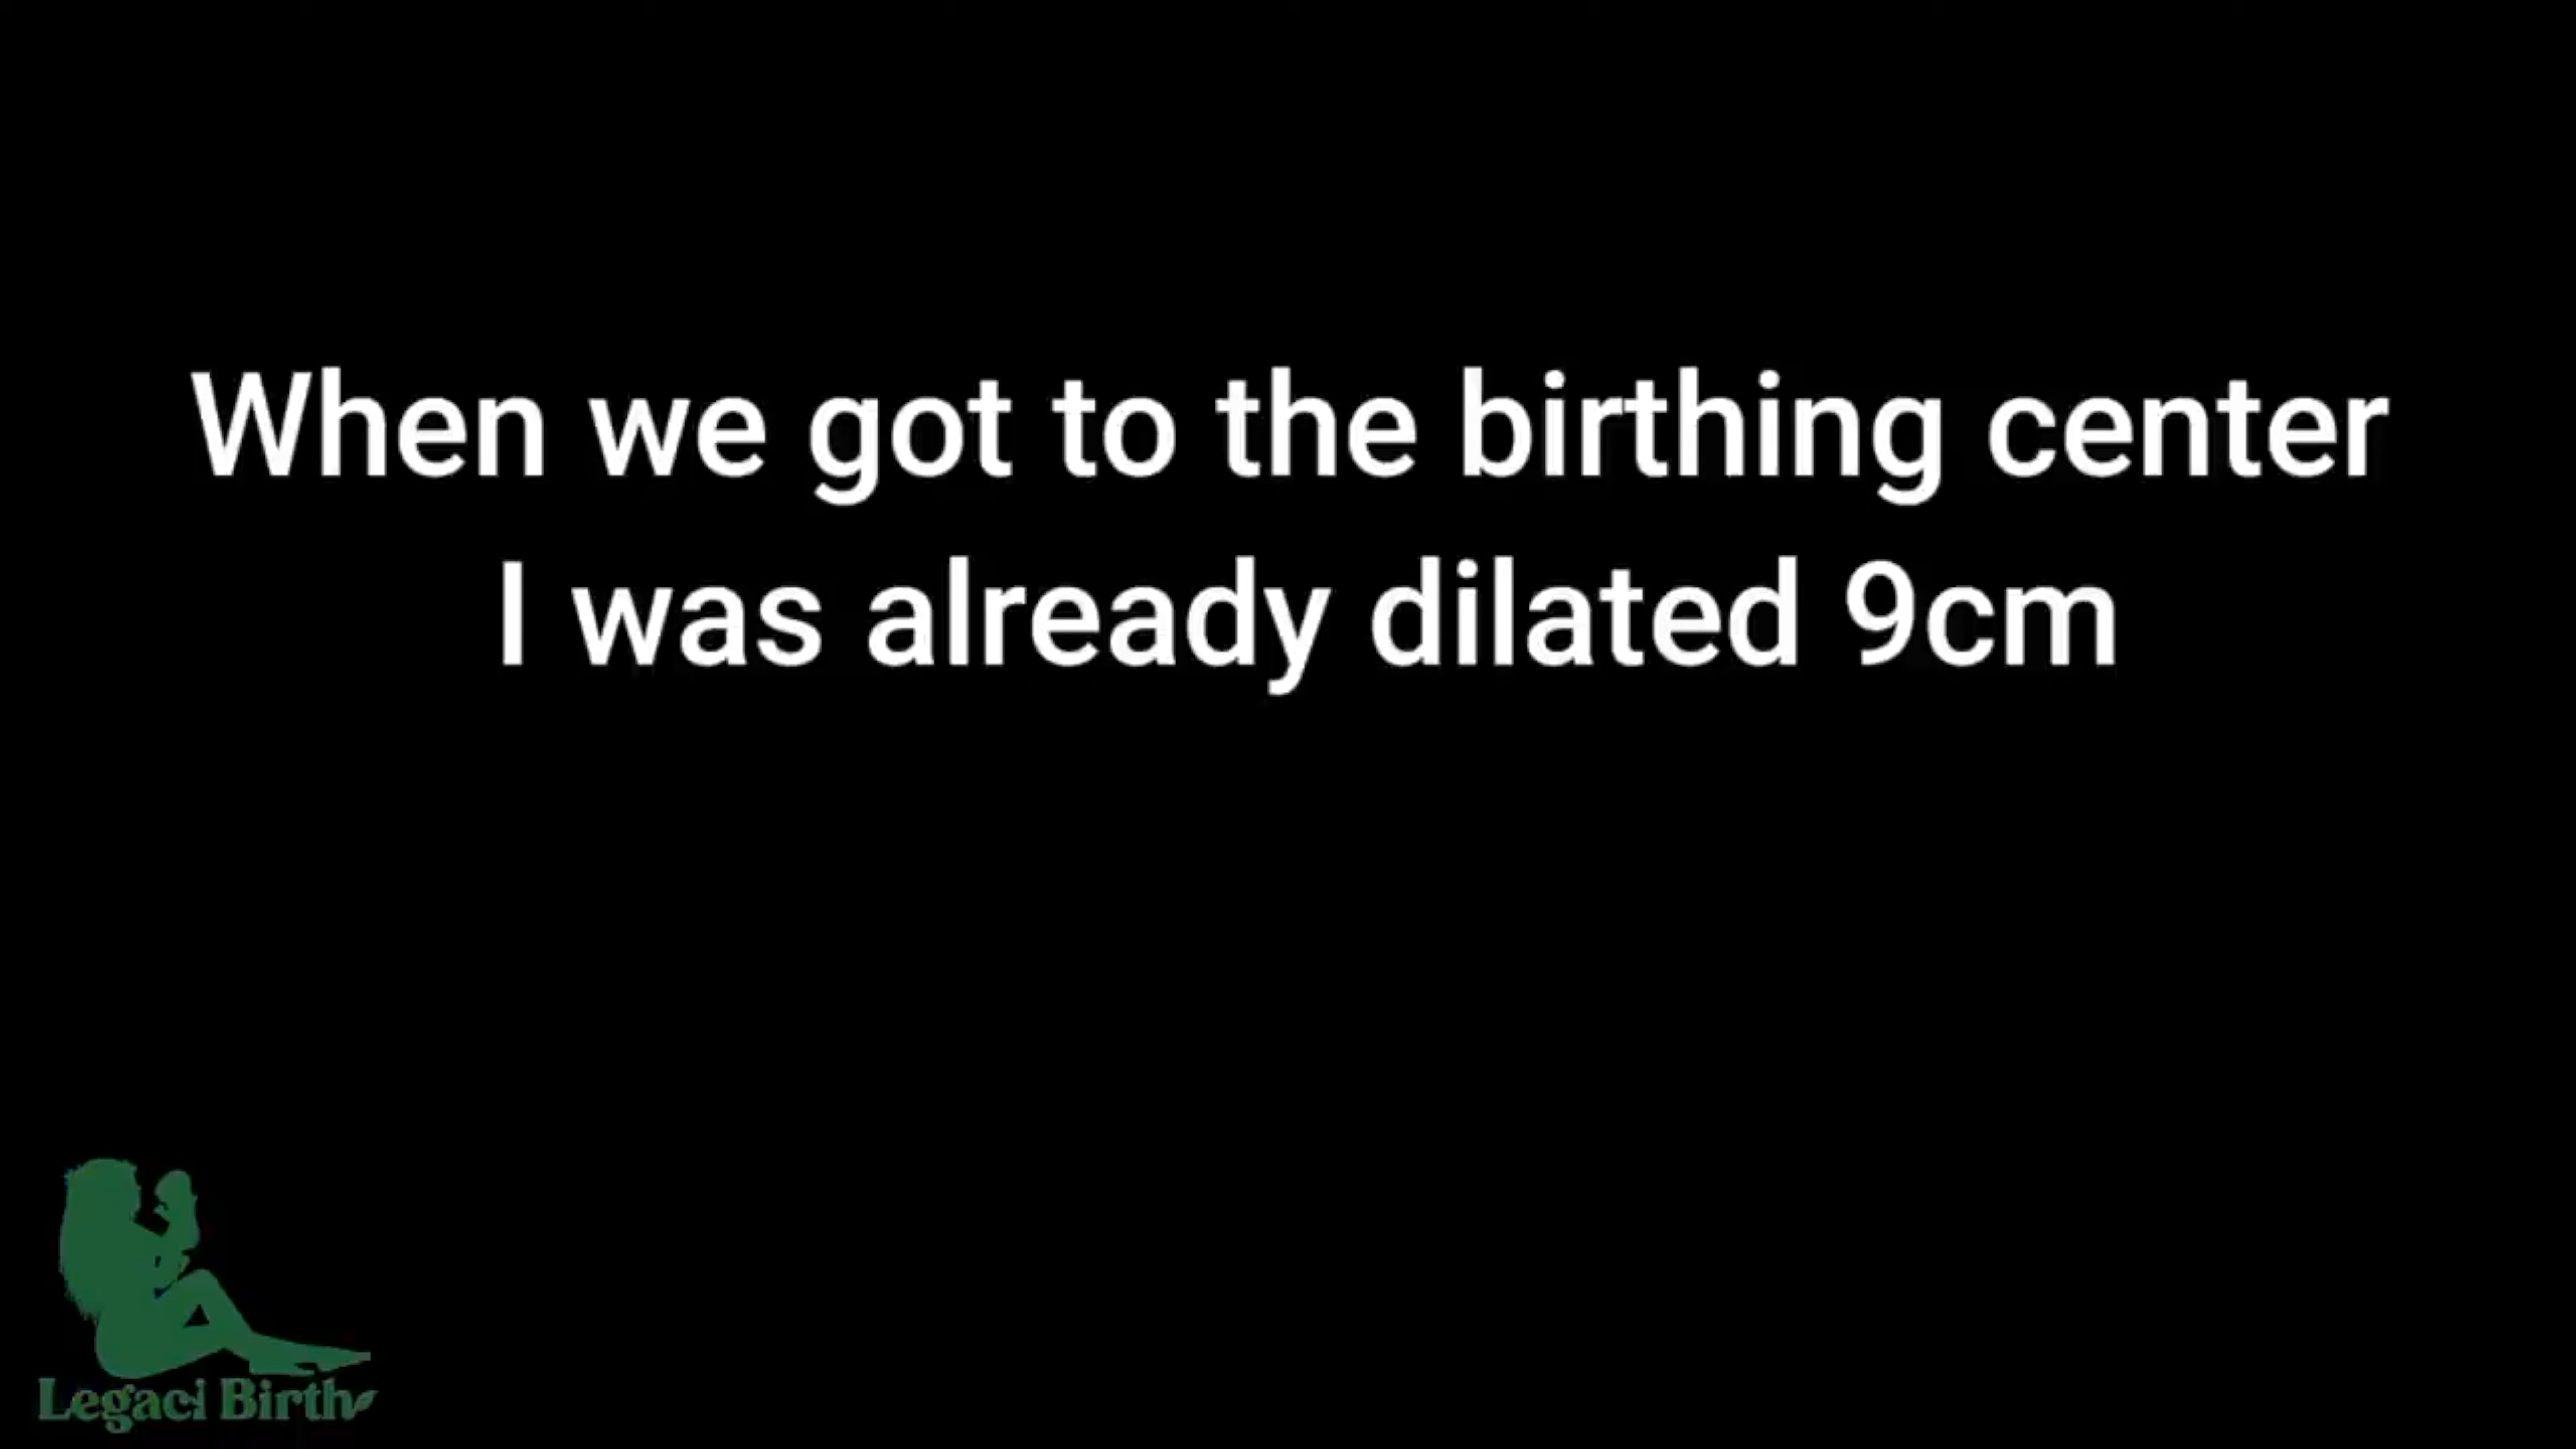 When we got to the birthing center
I was already dilated 9cm
Legaci Birth